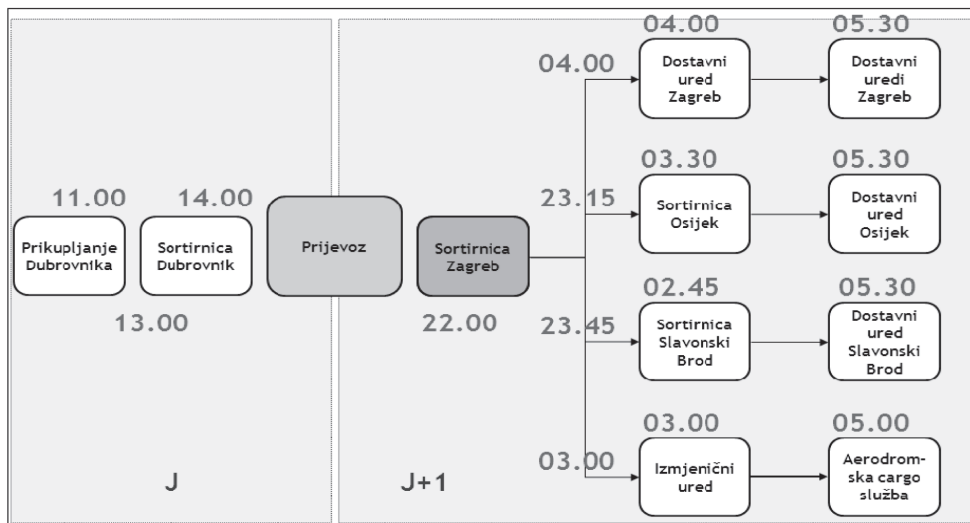 04.00
05.30
04.00
Dostavni
ured
Zagreb
Dostavni
uredi
Zagreb
03.30
05.30
11.00
14.00
23.15
Prikupljanje
Dubrovnika
Sortirnica
Dubrovnik
Prijevoz
Sortirnica
Zagreb
Sortirnica
Osijek
Dostavni
ured
Osijek
02.45
05.30
13.00
22.00
23.45
Sortirnica
Slavonski
Brod
Dostavni
ured
Slavonski
Brod
03.00
05.00
03.00
Izmjenični
ured
Aerodrom-
ska cargo
služba
J
J+1